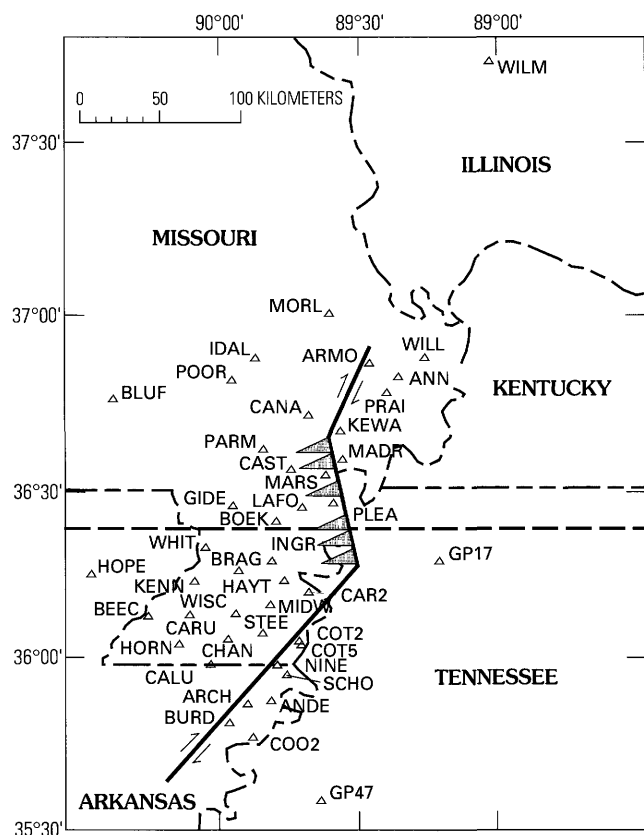 90°00' 89°30' 89°00'
WILM
0 50 100 KILOMETERS
37°30'
ILLINOIS
MISSOURI
37°00'
MORL
IDAL
ARMO
WILL
POOR
ANN
BLUF
KENTUCKY
PRAI
CANA
KEWA
PARM
MADR
CAST
MARS
36°30'
GIDE
LAFO
PLEA
BOEK
WHIT
INGR
BRAG
GP17
HOPE
KENN
HAYT
CAR2
BEEC
WISC
MIDW
STEE
CARU
COT2
HORN
CHAN
COT5
36°00'
NINE
CALU
SCHO
TENNESSEE
ARCH
ANDE
BURD
COO2
ARKANSAS
GP47
35°30'